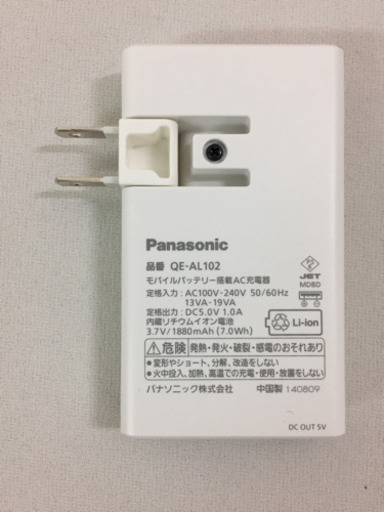 Panasonic
品番 QE-AL102
モバイルバッテリー搭載AC充電器
定格入力：AC100V-240V 50/60Hz
13VA-19VA
定格出力：DC5.0V 1.0A
内蔵リチウムイオン電池
3.7V/1880mAh (7.0Wh)
JET
MDBD
Li-ion
⚠危険 発熱・発火・破裂・感電のおそれあり
●変形やショート、分解、改造をしない
●火中投入、加熱、高温での充電・使用・放置をしない
パナソニック株式会社 中国製 140809
DC OUT 5V